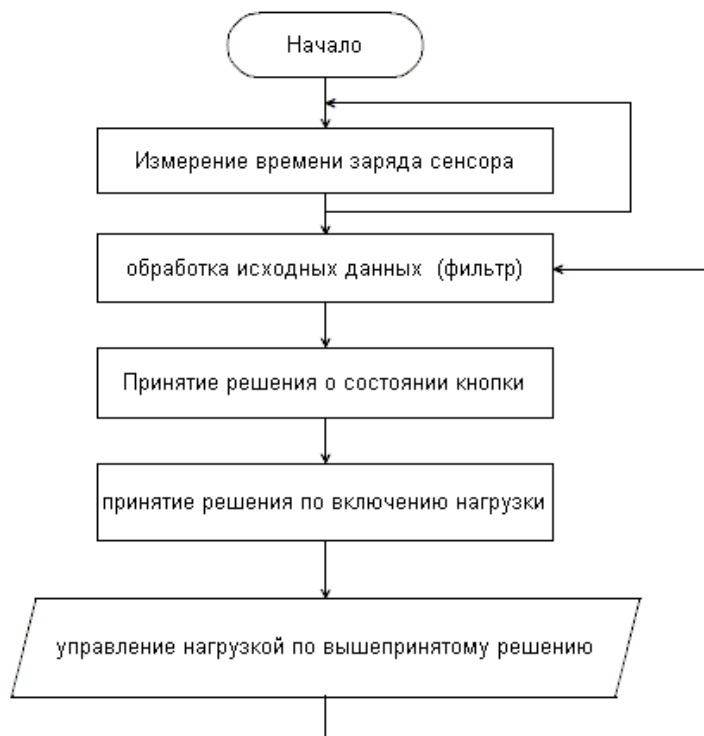 Начало
Измерение времени заряда сенсора
обработка исходных данных (фильтр)
Принятие решения о состоянии кнопки
принятие решения по включению нагрузки
управление нагрузкой по вышепринятому решению